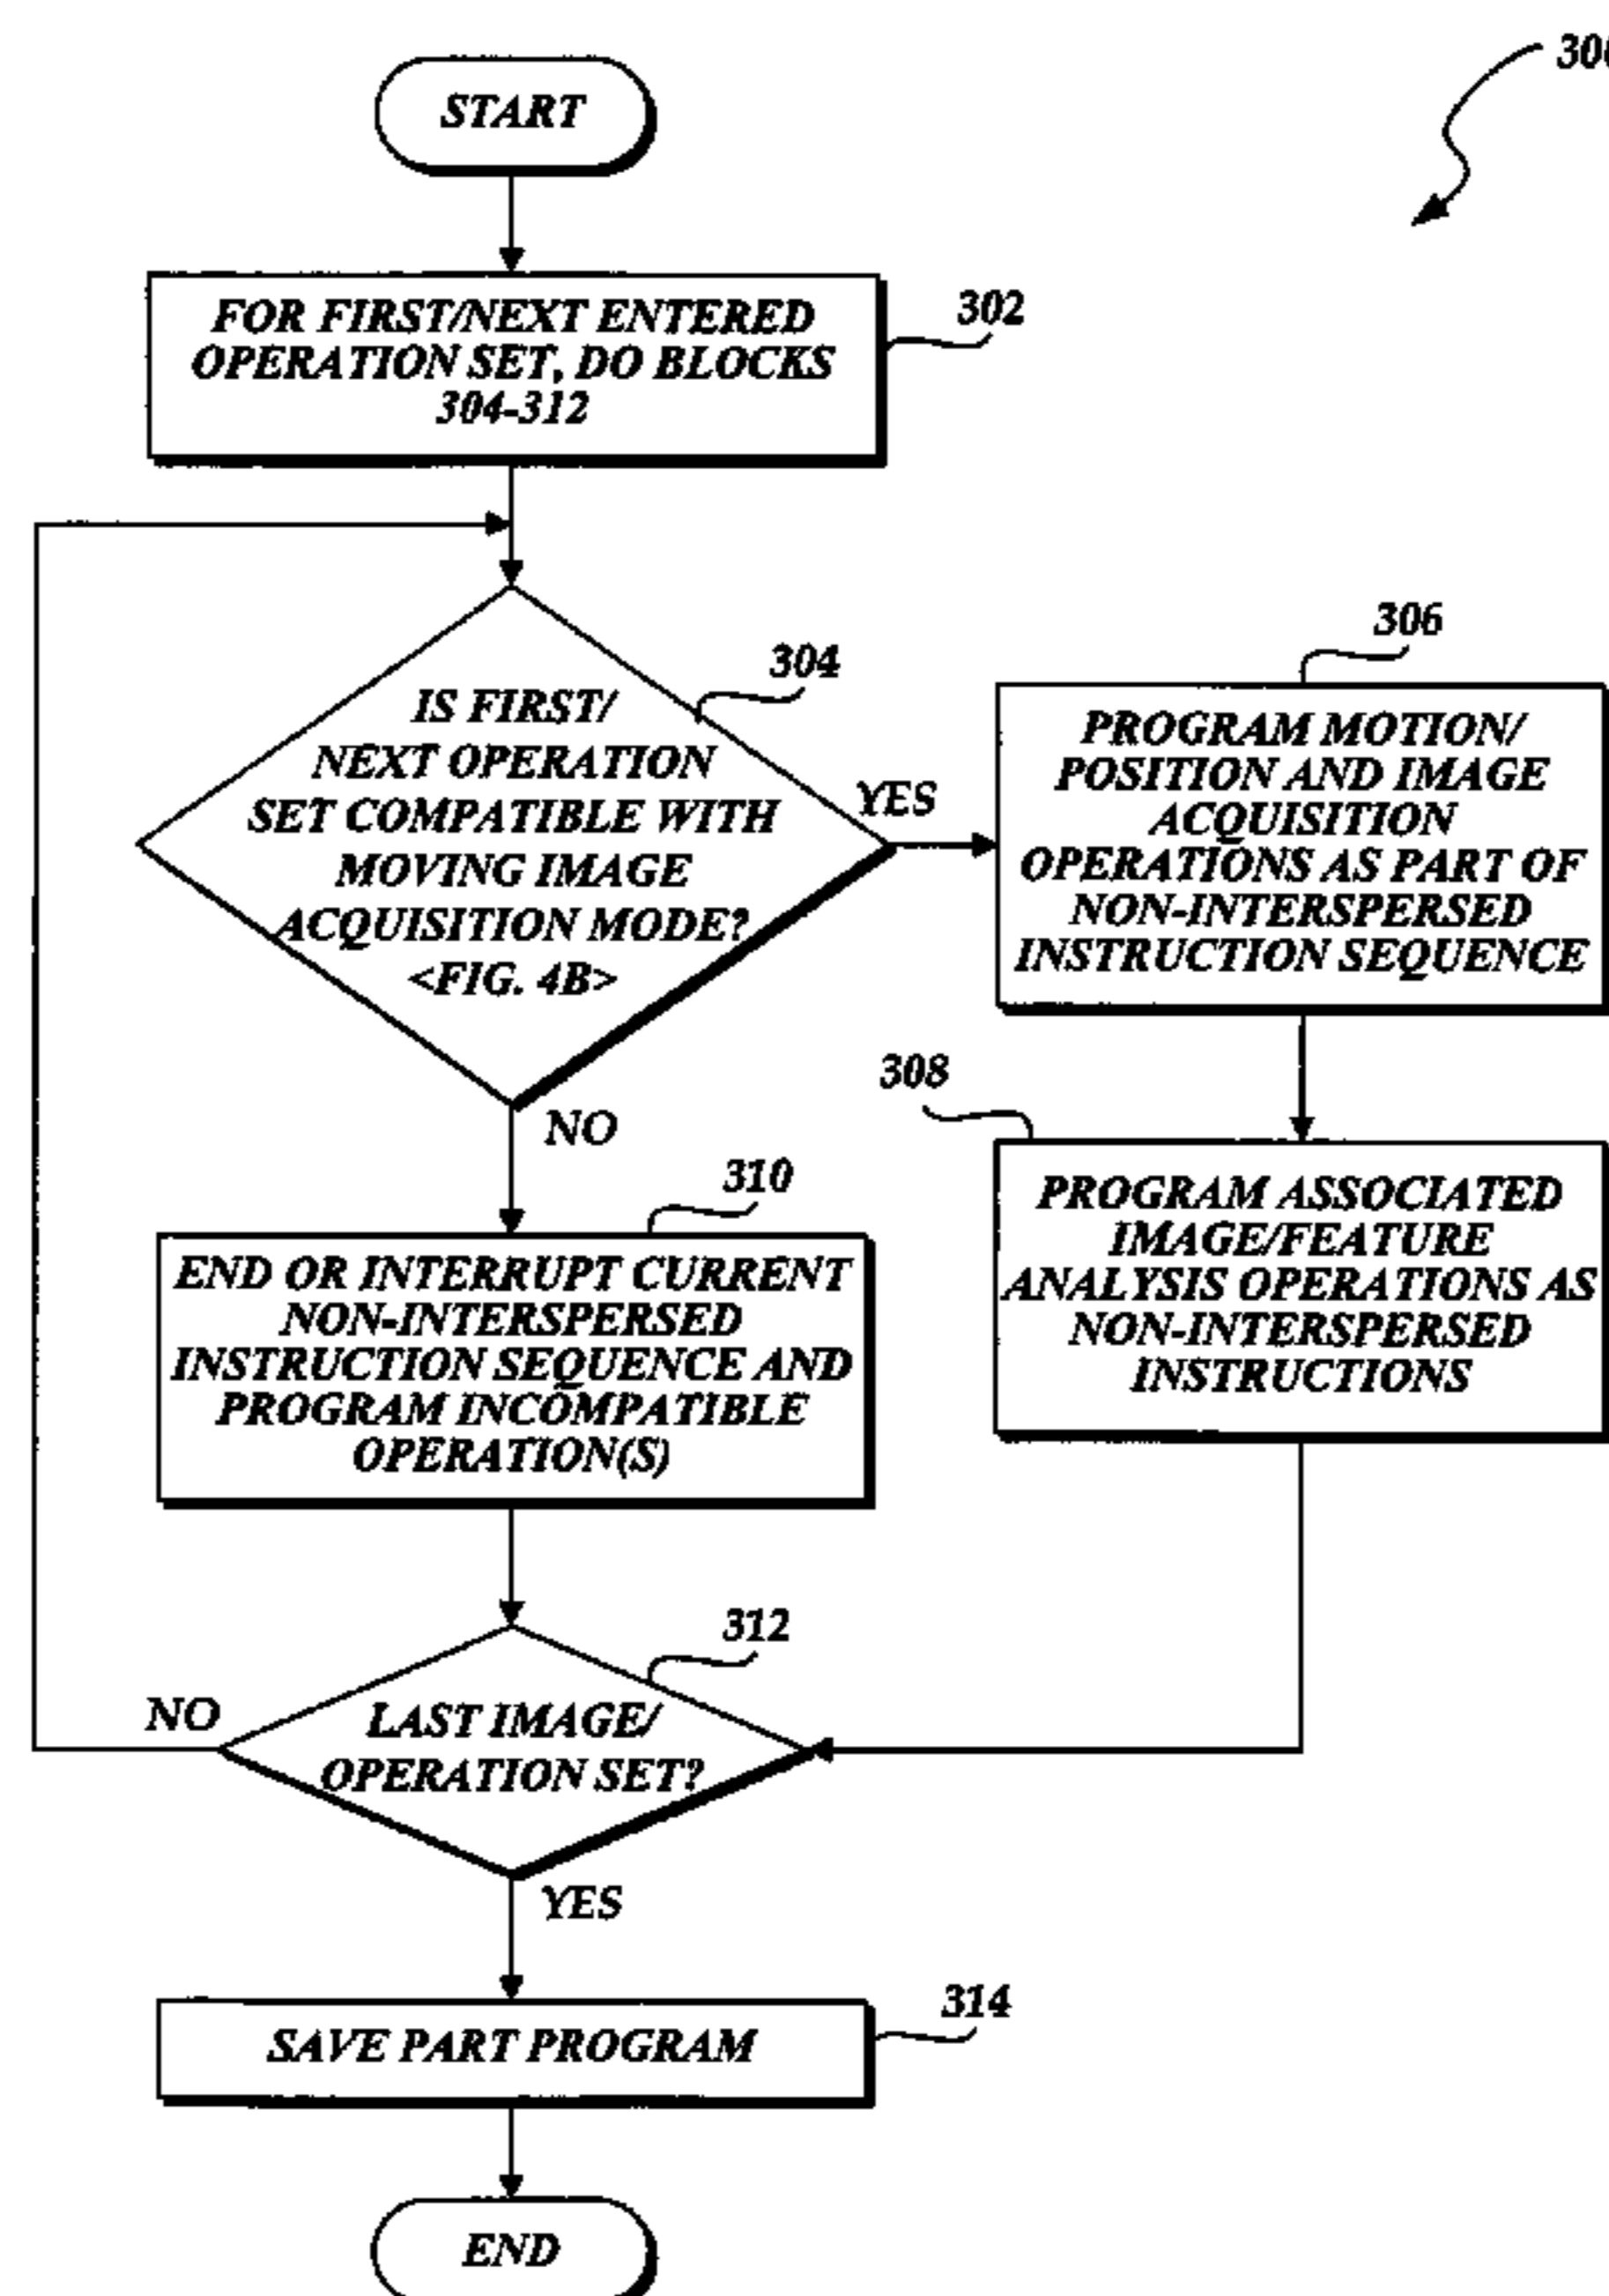 START
300
FOR FIRST/NEXT ENTERED
OPERATION SET, DO BLOCKS
304-312
302
304
IS FIRST/
NEXT OPERATION
SET COMPATIBLE WITH
MOVING IMAGE
ACQUISITION MODE?
<FIG. 4B>
YES
NO
306
PROGRAM MOTION/
POSITION AND IMAGE
ACQUISITION
OPERATIONS AS PART OF
NON-INTERSPERSED
INSTRUCTION SEQUENCE
308
PROGRAM ASSOCIATED
IMAGE/FEATURE
ANALYSIS OPERATIONS AS
NON-INTERSPERSED
INSTRUCTIONS
310
END OR INTERRUPT CURRENT
NON-INTERSPERSED
INSTRUCTION SEQUENCE AND
PROGRAM INCOMPATIBLE
OPERATION(S)
312
NO
LAST IMAGE/
OPERATION SET?
YES
314
SAVE PART PROGRAM
END